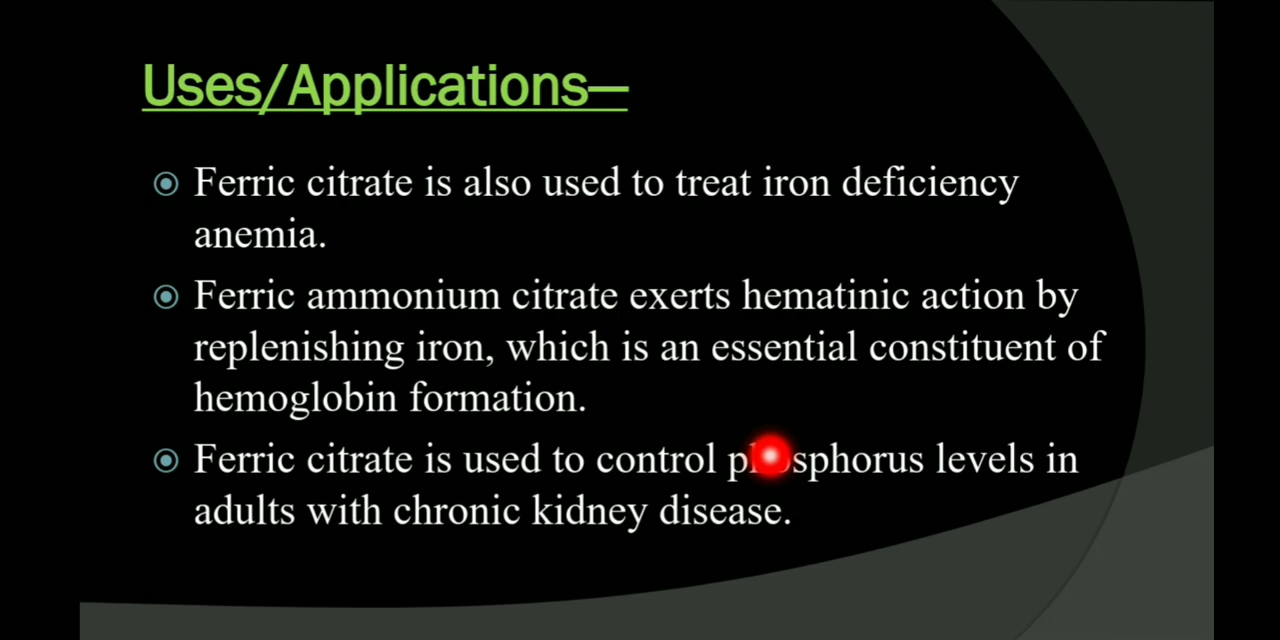 Uses/Applications—
Ferric citrate is also used to treat iron deficiency
anemia.
Ferric ammonium citrate exerts hematinic action by
replenishing iron, which is an essential constituent of
hemoglobin formation.
Ferric citrate is used to control phosphorus levels in
adults with chronic kidney disease.